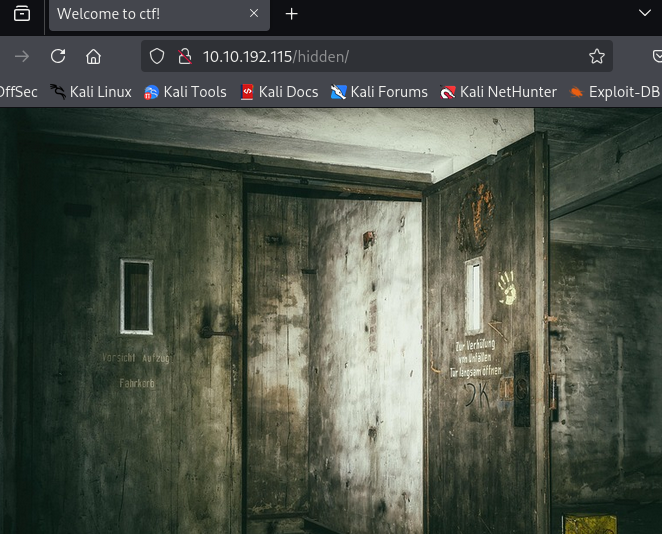 Welcome to ctf!
10.10.192.115/hidden/
OffSec
Kali Linux
Kali Tools
Kali Docs
Kali Forums
Kali NetHunter
Exploit-DB
Vorsicht Aufzug
Fahrkorb
Zur Verhütung
von Unfällen
Tür langsam öffnen
OK